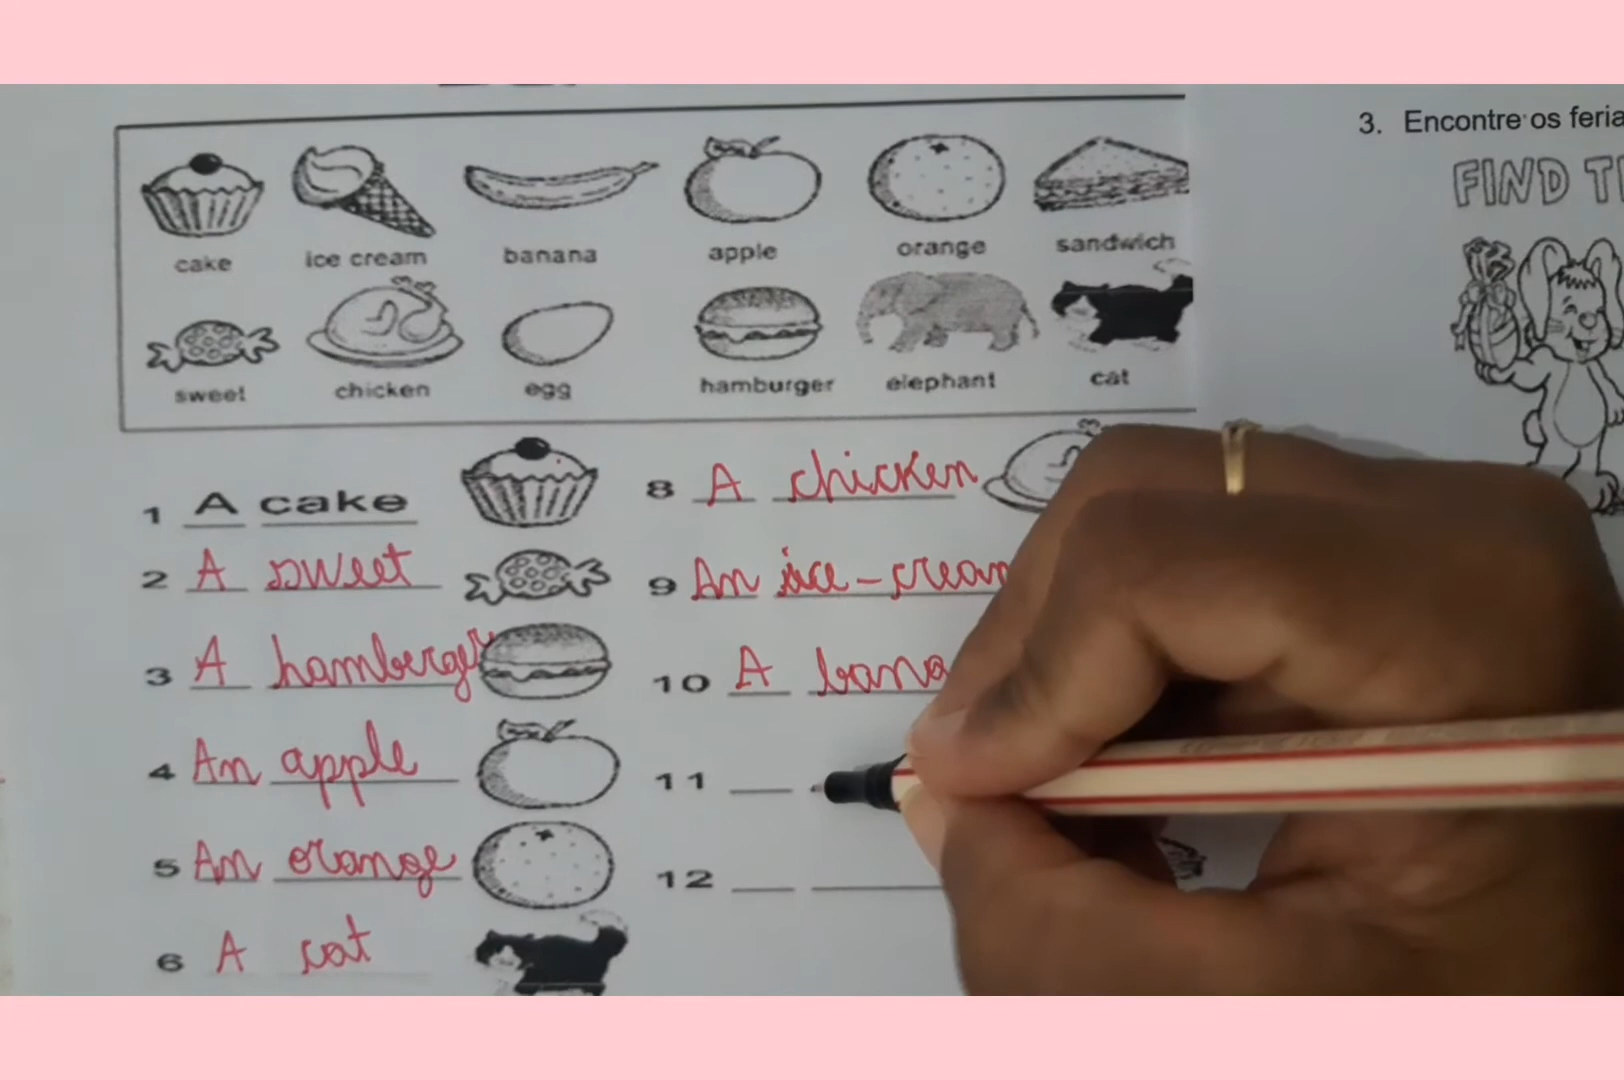 3. Encontre os feria
FIND T
cake ice cream banana apple orange sandwich
sweet chicken egg hamburger elephant cat
1 A cake
2 A sweet
3 A hamberger
4 An apple
5 An orange
6 A cat
8 A chicken
9 An ice-cream
10 A bana
11
12